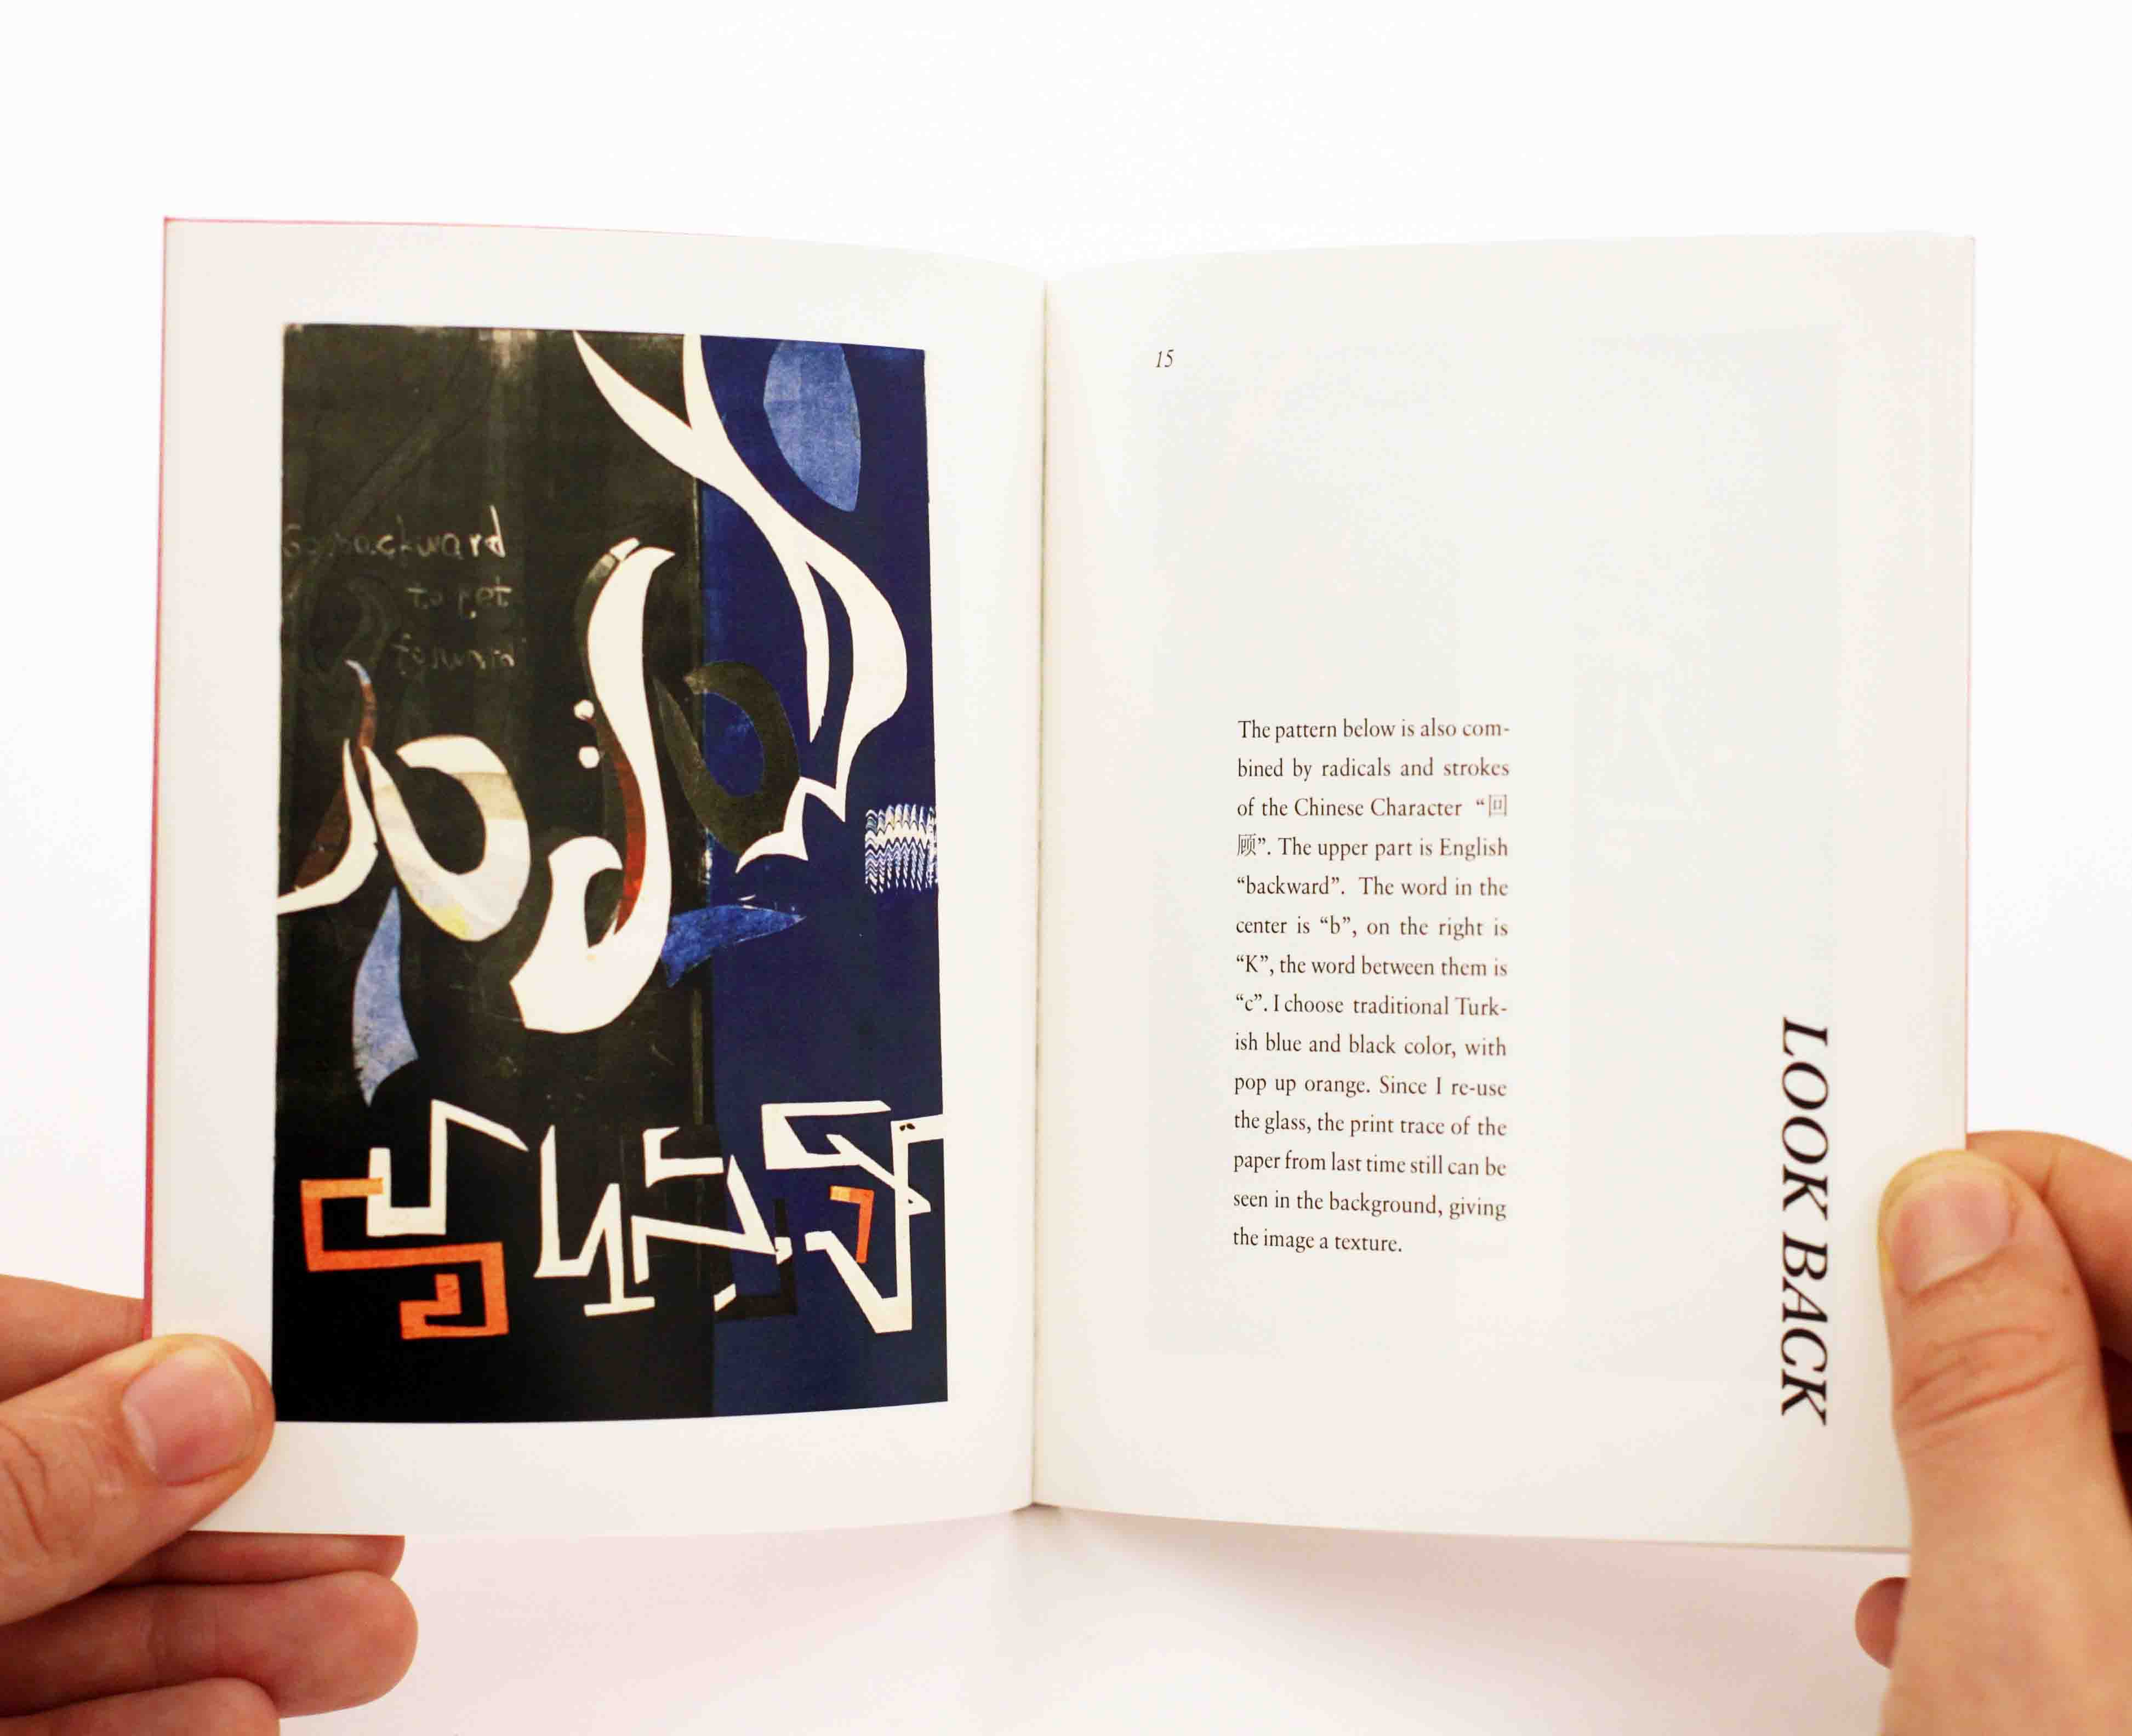 backward
to get
15
The pattern below is also com-
bined by radicals and strokes
of the Chinese Character “回
顾”. The upper part is English
“backward”. The word in the
center is “b”, on the right is
“K”, the word between them is
“c”. I choose traditional Turk-
ish blue and black color, with
pop up orange. Since I re-use
the glass, the print trace of the
paper from last time still can be
seen in the background, giving
the image a texture.
LOOK BACK